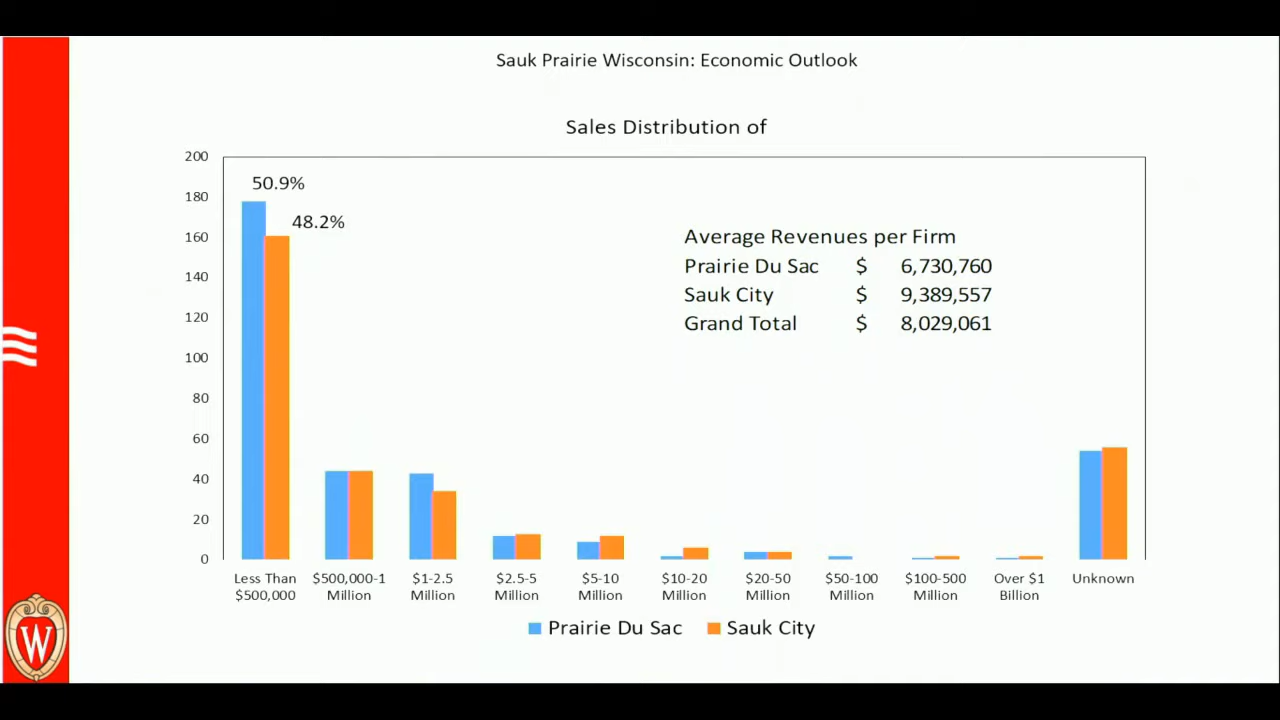 Sauk Prairie Wisconsin: Economic Outlook
Sales Distribution of
200
180
160
140
120
100
80
60
40
20
0
50.9%
48.2%
Average Revenues per Firm
Prairie Du Sac $ 6,730,760
Sauk City $ 9,389,557
Grand Total $ 8,029,061
Less Than $500,000
$500,000-1 Million
$1-2.5 Million
$2.5-5 Million
$5-10 Million
$10-20 Million
$20-50 Million
$50-100 Million
$100-500 Million
Over $1 Billion
Unknown
Prairie Du Sac Sauk City
W